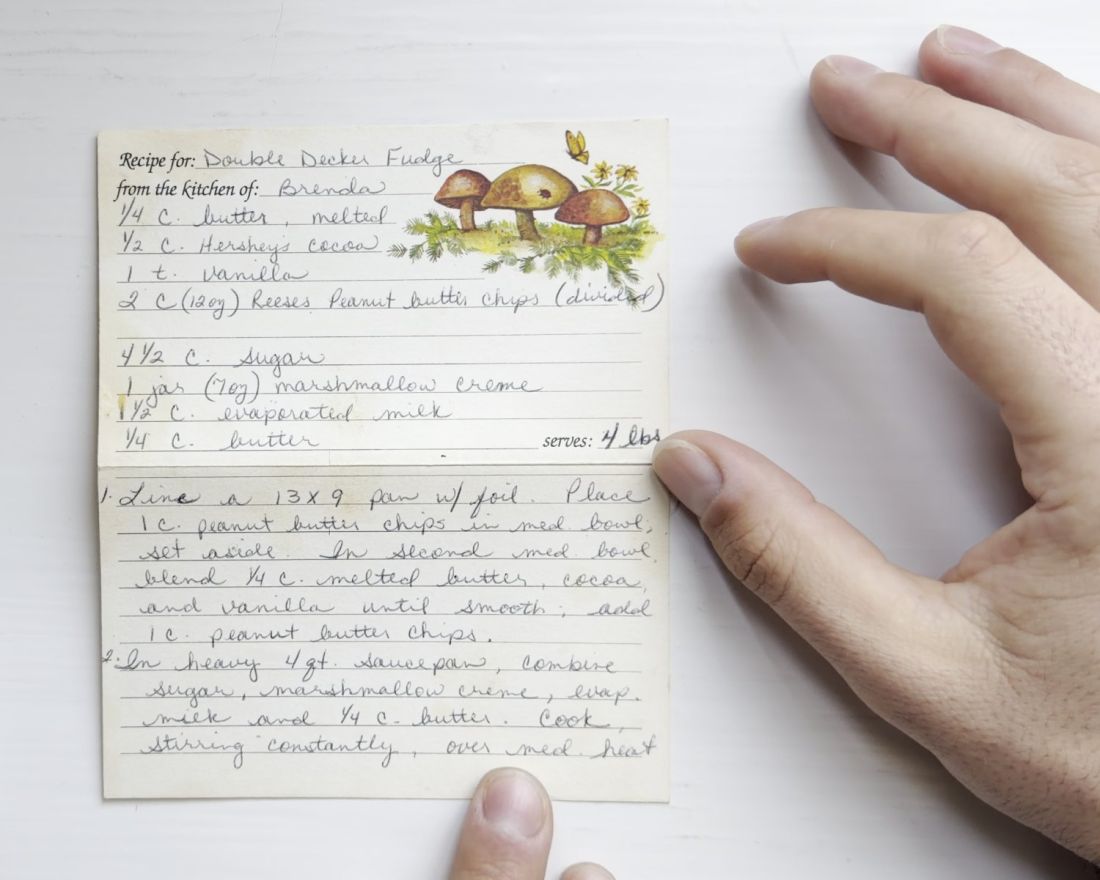 Recipe for: Double Decker Fudge
from the kitchen of: Brenda
1/4 c. butter, melted
1/2 c. Hershey's cocoa
1 t. vanilla
2 c (12oz) Reeses Peanut butter chips (divided)
4 1/2 c. sugar
1 jar (7oz) marshmallow creme
1 1/2 c. evaporated milk
1/4 c. butter
serves: 4 lbs
1. Line a 13x9 pan w/ foil. Place
1 c. peanut butter chips in med bowl;
set aside. In second med. bowl
blend 1/4 c. melted butter, cocoa,
and vanilla until smooth; add
1 c. peanut butter chips.
2. In heavy 4 qt. saucepan, combine
sugar, marshmallow creme, evap.
milk and 1/4 c. butter. Cook,
stirring constantly, over med. heat